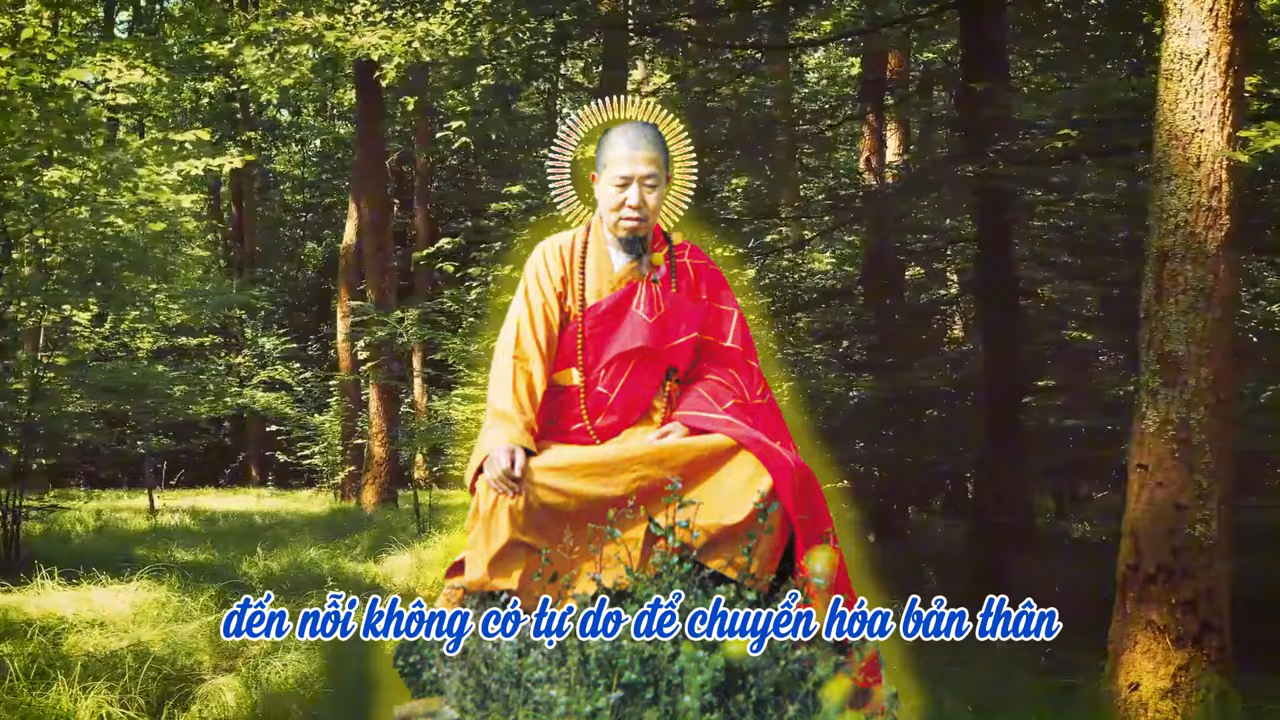 đến nỗi không có tự do để chuyển hóa bản thân